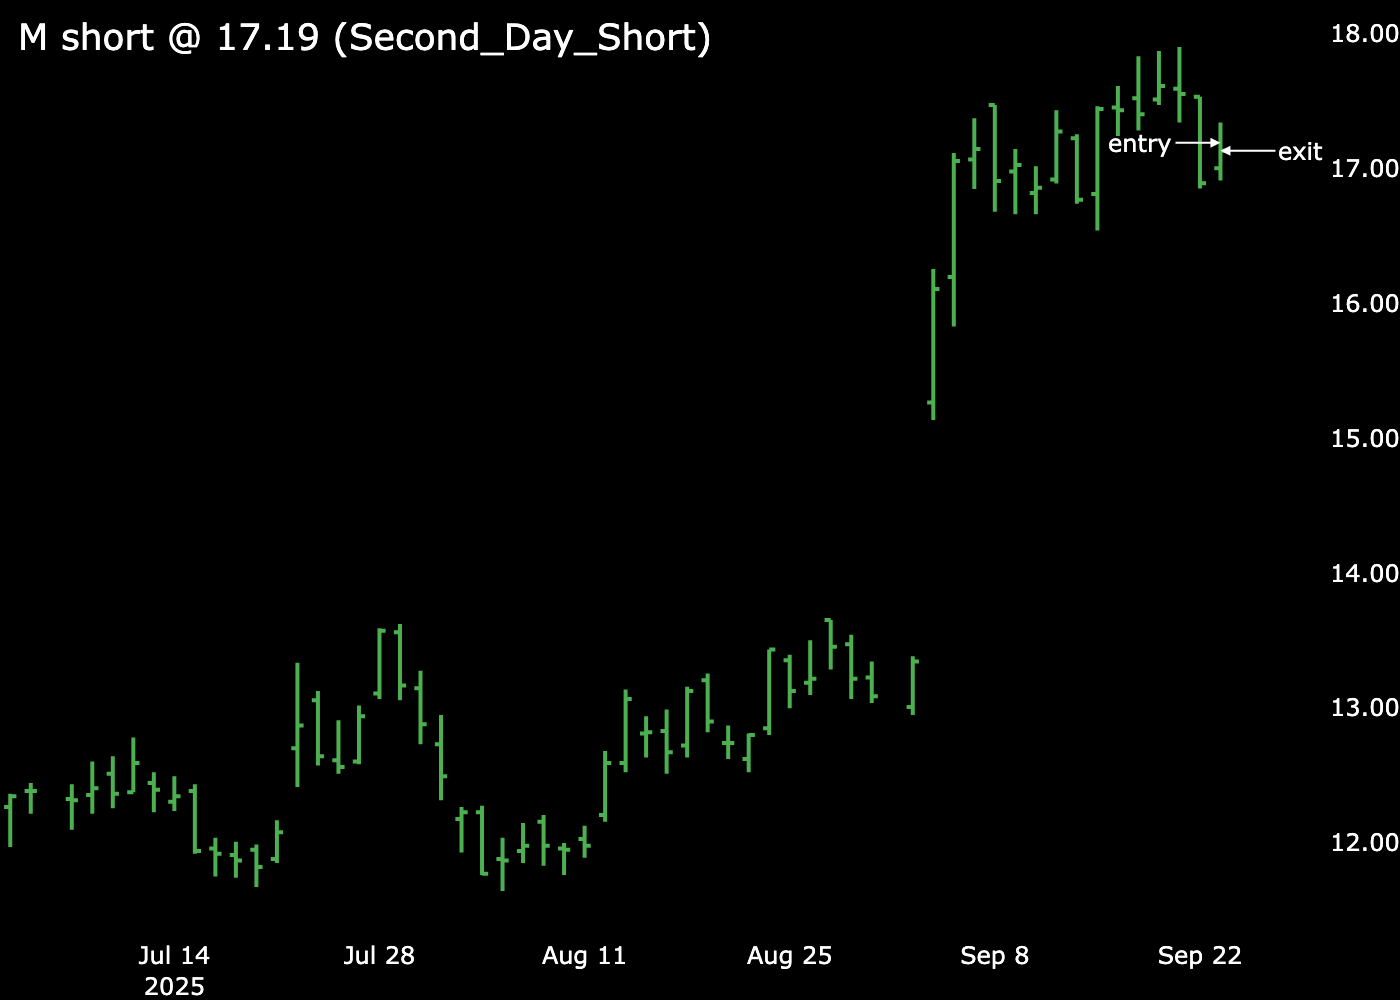 M short @ 17.19 (Second_Day_Short)
18.00
entry
exit
17.00
16.00
15.00
14.00
13.00
12.00
Jul 14
2025
Jul 28
Aug 11
Aug 25
Sep 8
Sep 22